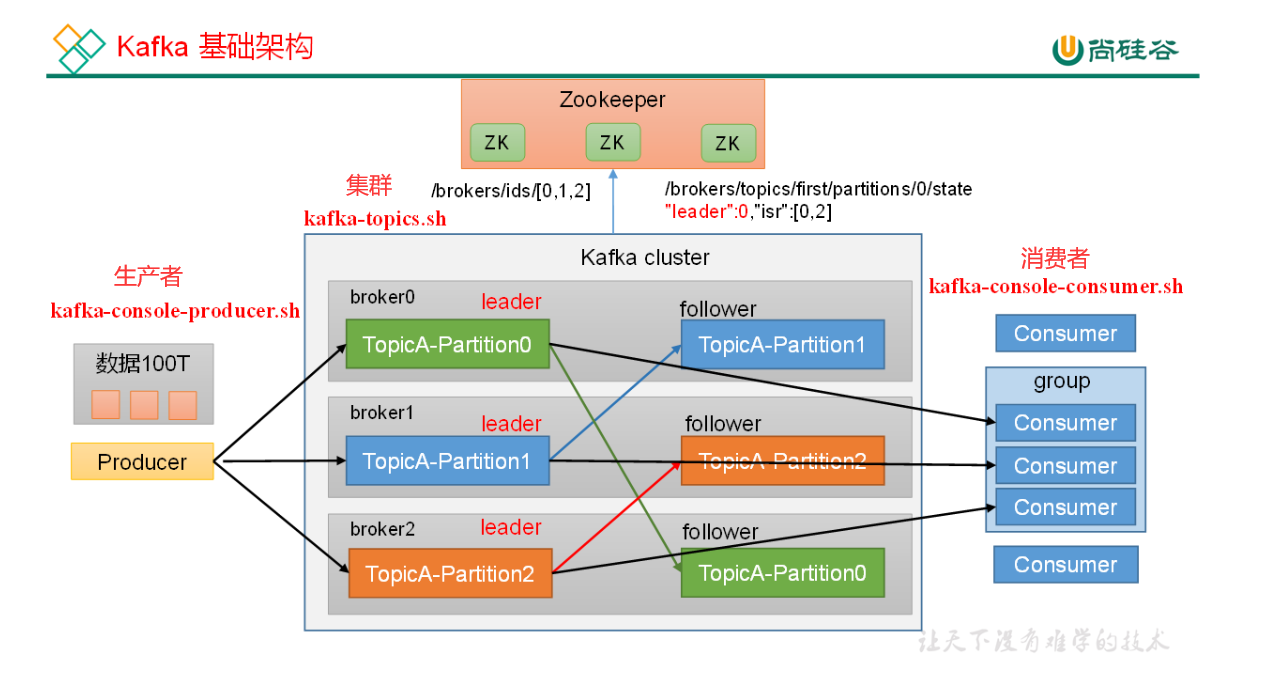 Kafka 基础架构
尚硅谷
Zookeeper
ZK
ZK
ZK
集群
kafka-topics.sh
/brokers/ids/[0,1,2]
/brokers/topics/first/partitions/0/state
"leader":0,"isr":[0,2]
生产者
kafka-console-producer.sh
数据100T
Producer
Kafka cluster
broker0
leader
follower
TopicA-Partition0
TopicA-Partition1
broker1
leader
follower
TopicA-Partition1
TopicA-Partition2
broker2
leader
follower
TopicA-Partition2
TopicA-Partition0
消费者
kafka-console-consumer.sh
Consumer
group
Consumer
Consumer
Consumer
Consumer
让天下没有难学的技术